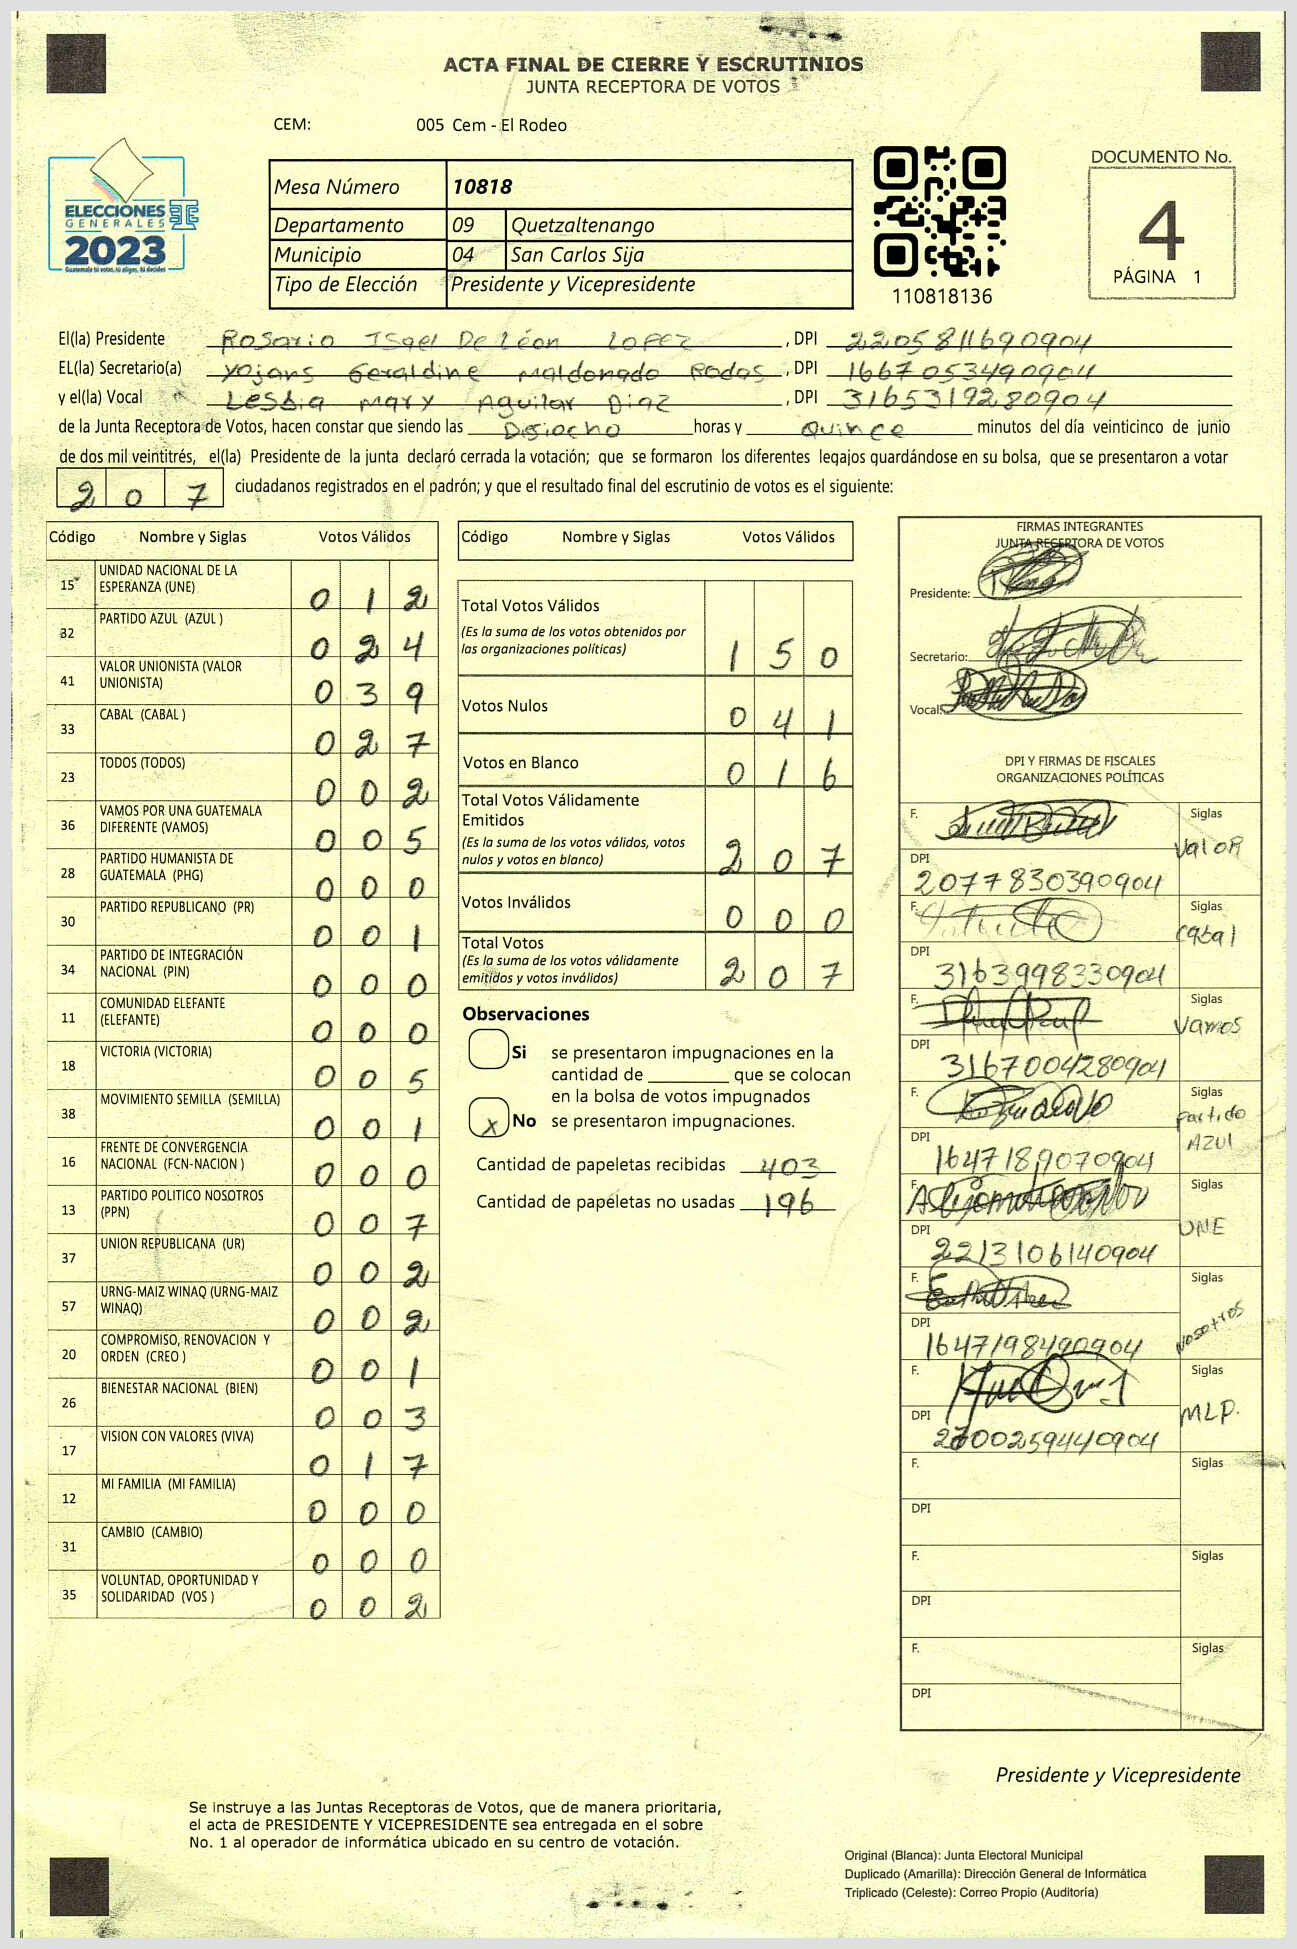 ACTA FINAL DE CIERRE Y ESCRUTINIOS
JUNTA RECEPTORA DE VOTOS
CEM: 005 Cem - El Rodeo
ELECCIONES
GENERALES
2023
Guatemala tú votas, tú eliges, tú decides
Mesa Número 10818
Departamento 09 Quetzaltenango
Municipio 04 San Carlos Sija
Tipo de Elección Presidente y Vicepresidente
110818136
DOCUMENTO No.
4
PÁGINA 1
El(la) Presidente Rosario Isael De Léon Lopez, DPI 2205811690904
EL(la) Secretario(a) Yojans Geraldine Maldonado Rodas, DPI 1667053490904
y el(la) Vocal Lesbia Mary Aguilar Diaz, DPI 3165319280904
de la Junta Receptora de Votos, hacen constar que siendo las Desiocho horas y Quince minutos del día veinticinco de junio
de dos mil veintitrés, el(la) Presidente de la junta declaró cerrada la votación; que se formaron los diferentes legajos guardándose en su bolsa, que se presentaron a votar
207 ciudadanos registrados en el padrón; y que el resultado final del escrutinio de votos es el siguiente:
Código Nombre y Siglas Votos Válidos
15 UNIDAD NACIONAL DE LA ESPERANZA (UNE) 0 1 2
32 PARTIDO AZUL (AZUL ) 0 2 4
41 VALOR UNIONISTA (VALOR UNIONISTA) 0 3 9
33 CABAL (CABAL ) 0 2 7
23 TODOS (TODOS) 0 0 2
36 VAMOS POR UNA GUATEMALA DIFERENTE (VAMOS) 0 0 5
28 PARTIDO HUMANISTA DE GUATEMALA (PHG) 0 0 0
30 PARTIDO REPUBLICANO (PR) 0 0 1
34 PARTIDO DE INTEGRACIÓN NACIONAL (PIN) 0 0 0
11 COMUNIDAD ELEFANTE (ELEFANTE) 0 0 0
18 VICTORIA (VICTORIA) 0 0 5
38 MOVIMIENTO SEMILLA (SEMILLA) 0 0 1
16 FRENTE DE CONVERGENCIA NACIONAL (FCN-NACION ) 0 0 0
13 PARTIDO POLITICO NOSOTROS (PPN) 0 0 7
37 UNION REPUBLICANA (UR) 0 0 2
57 URNG-MAIZ WINAQ (URNG-MAIZ WINAQ) 0 0 2
20 COMPROMISO, RENOVACION Y ORDEN (CREO ) 0 0 1
26 BIENESTAR NACIONAL (BIEN) 0 0 3
17 VISION CON VALORES (VIVA) 0 1 7
12 MI FAMILIA (MI FAMILIA) 0 0 0
31 CAMBIO (CAMBIO) 0 0 0
35 VOLUNTAD, OPORTUNIDAD Y SOLIDARIDAD (VOS ) 0 0 2
Código Nombre y Siglas Votos Válidos
Total Votos Válidos 1 5 0
(Es la suma de los votos obtenidos por
las organizaciones políticas)
Votos Nulos 0 4 1
Votos en Blanco 0 1 6
Total Votos Válidamente
Emitidos
(Es la suma de los votos válidos, votos
nulos y votos en blanco) 2 0 7
Votos Inválidos 0 0 0
Total Votos
(Es la suma de los votos válidamente
emitidos y votos inválidos) 2 0 7
Observaciones
Si se presentaron impugnaciones en la
cantidad de ________ que se colocan
en la bolsa de votos impugnados
x No se presentaron impugnaciones.
Cantidad de papeletas recibidas 403
Cantidad de papeletas no usadas 196
FIRMAS INTEGRANTES
JUNTA RECEPTORA DE VOTOS
Presidente:
Secretario:
Vocal:
DPI Y FIRMAS DE FISCALES
ORGANIZACIONES POLÍTICAS
F. Siglas
Valor
DPI 2077830390904
F. Siglas
Cabal
DPI 3163998330904
F. Siglas
Vamos
DPI 3167004280904
F. Siglas
Partido
AZUl
DPI 1647189070904
F. Siglas
UNE
DPI 2213106140904
F. Siglas
Nosotros
DPI 1647198490904
F. Siglas
MLP.
DPI
F. Siglas
DPI
F. Siglas
DPI
F. Siglas
DPI
Presidente y Vicepresidente
Se instruye a las Juntas Receptoras de Votos, que de manera prioritaria,
el acta de PRESIDENTE Y VICEPRESIDENTE sea entregada en el sobre
No. 1 al operador de informática ubicado en su centro de votación.
Original (Blanca): Junta Electoral Municipal
Duplicado (Amarilla): Dirección General de Informática
Triplicado (Celeste): Correo Propio (Auditoría)